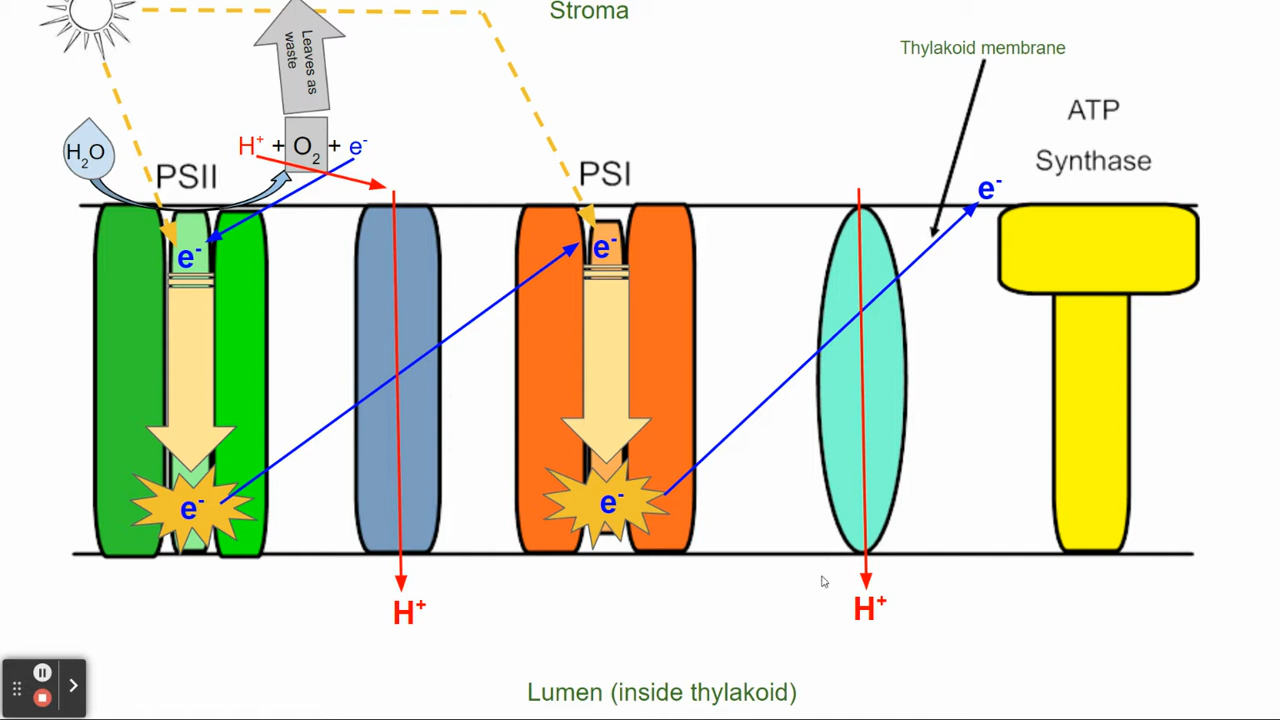 Stroma
Thylakoid membrane
Leaves as
waste
ATP
Synthase
H₂O
H⁺ + O₂ + e⁻
PSII
PSI
e⁻
e⁻
e⁻
e⁻
e⁻
H⁺
H⁺
Lumen (inside thylakoid)